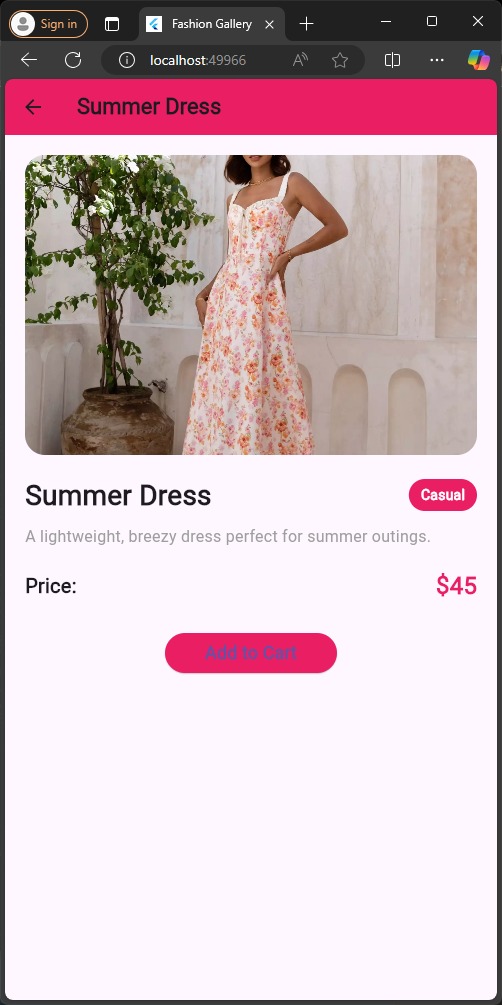 Sign in
Fashion Gallery
localhost:49966
Summer Dress
Summer Dress
Casual
A lightweight, breezy dress perfect for summer outings.
Price:
$45
Add to Cart